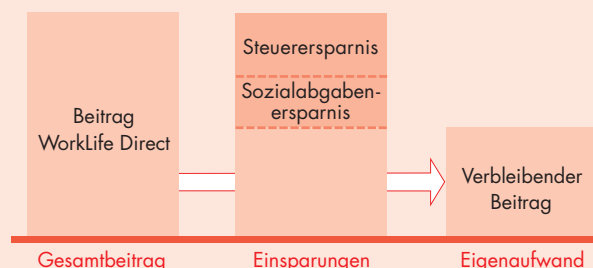 Beitrag
WorkLife Direct
Steuerersparnis
Sozialabgaben-
ersparnis
Verbleibender
Beitrag
Gesamtbeitrag
Einsparungen
Eigenaufwand